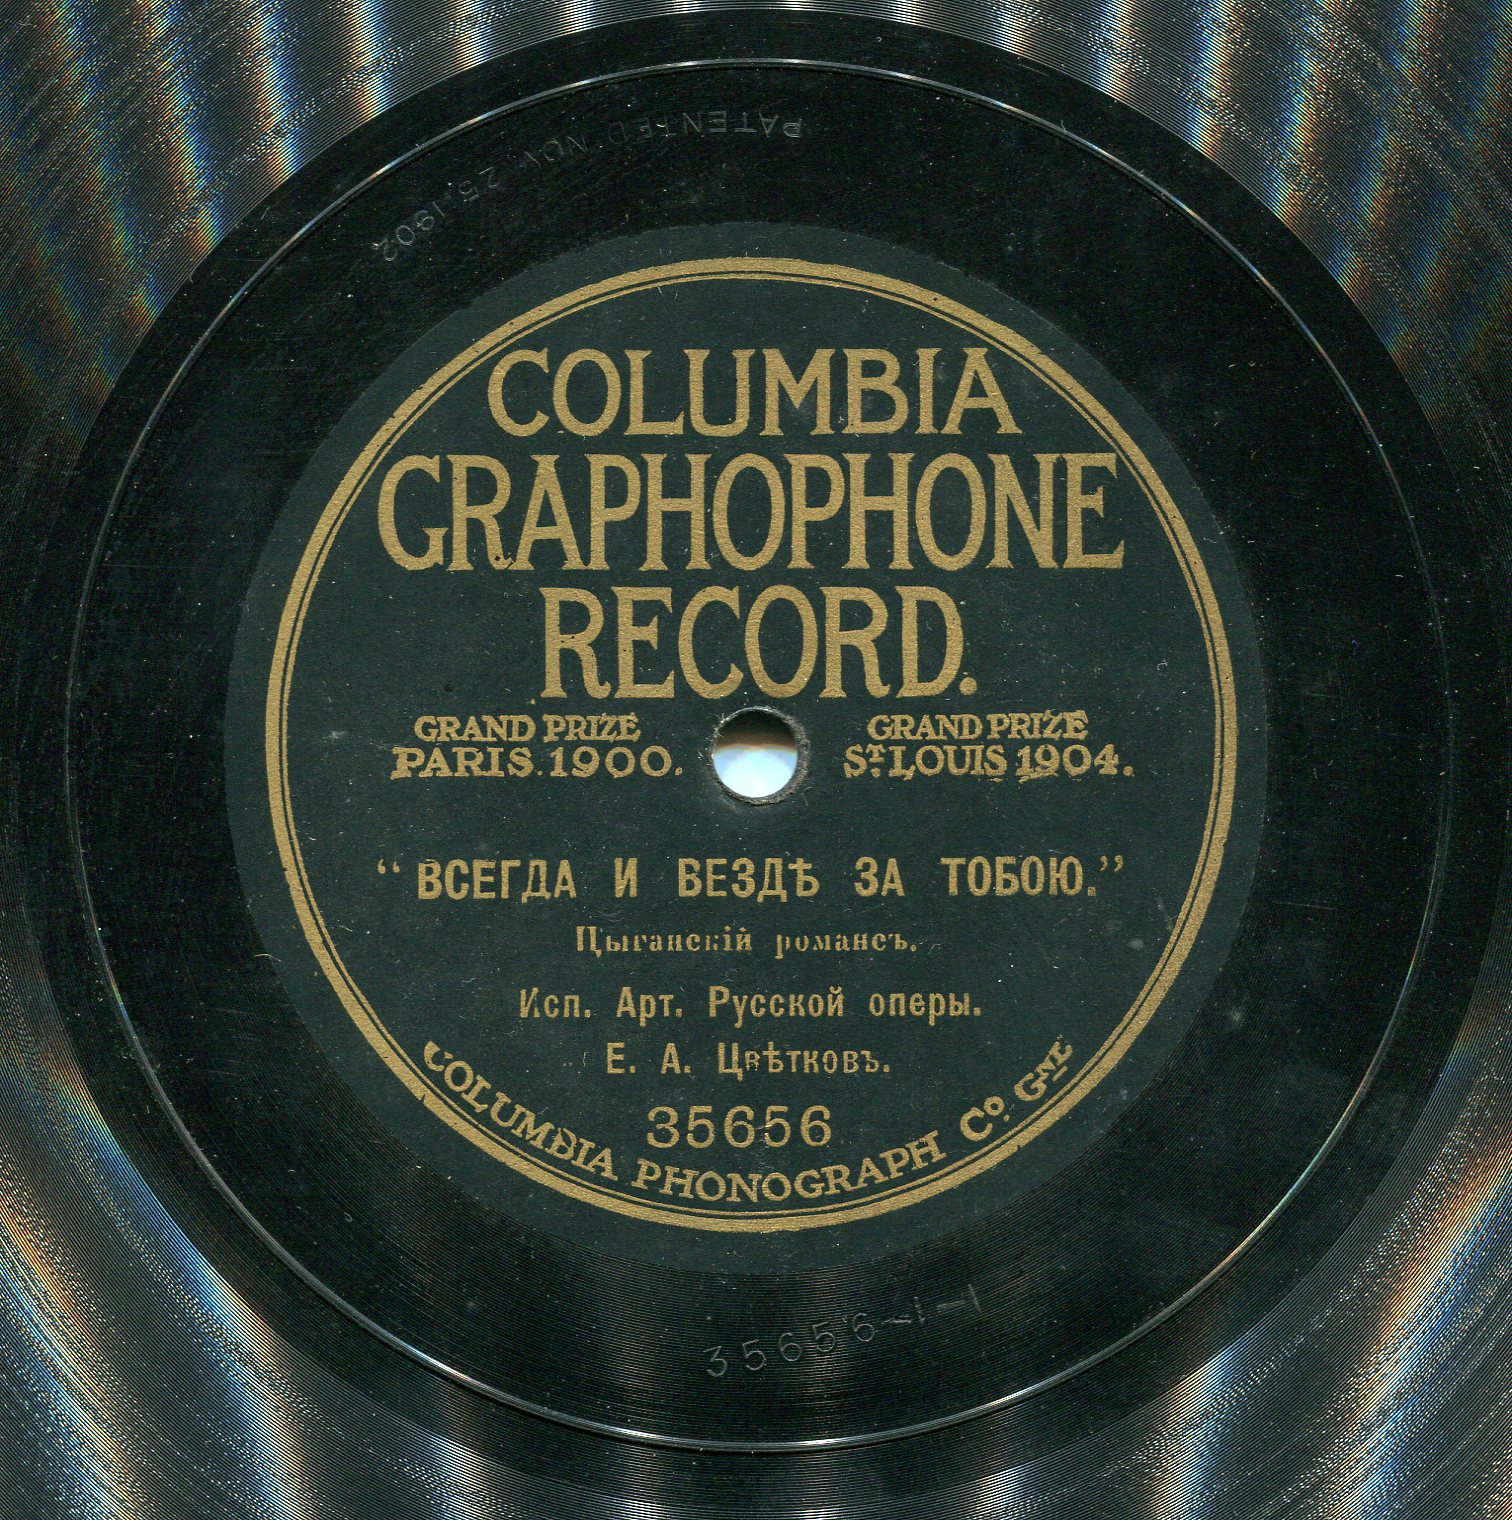 PATENTED NOV. 25, 1902
COLUMBIA
GRAPHOPHONE
RECORD.
GRAND PRIZE
PARIS. 1900.
GRAND PRIZE
ST. LOUIS 1904.
“ВСЕГДА И ВЕЗДѢ ЗА ТОБОЮ.”
Цыганскій романсъ.
Исп. Арт. Русской оперы.
Е. А. Цвѣтковъ.
35656
COLUMBIA PHONOGRAPH Co. GNE
35656-1-1